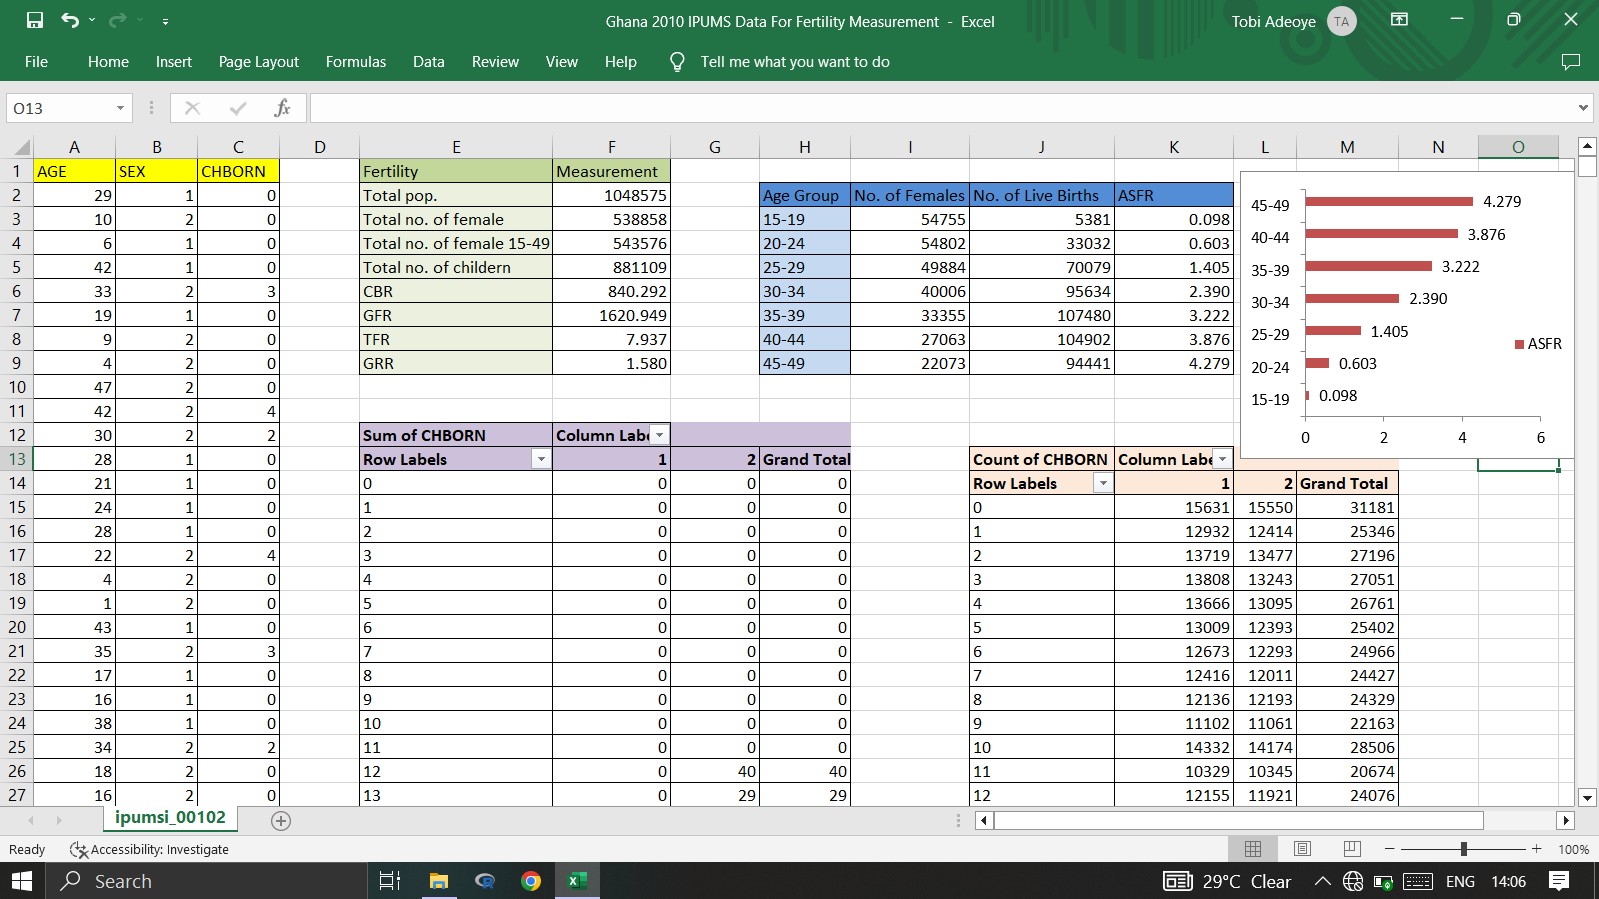 Ghana 2010 IPUMS Data For Fertility Measurement - Excel
Tobi Adeoye TA
File Home Insert Page Layout Formulas Data Review View Help Tell me what you want to do
O13 fx
A B C D E F G H I J K L M N O
1 AGE SEX CHBORN Fertility Measurement
2 29 1 0 Total pop. 1048575 Age Group No. of Females No. of Live Births ASFR
3 10 2 0 Total no. of female 538858 15-19 54755 5381 0.098
4 6 1 0 Total no. of female 15-49 543576 20-24 54802 33032 0.603
5 42 1 0 Total no. of childern 881109 25-29 49884 70079 1.405
6 33 2 3 CBR 840.292 30-34 40006 95634 2.390
7 19 1 0 GFR 1620.949 35-39 33355 107480 3.222
8 9 2 0 TFR 7.937 40-44 27063 104902 3.876
9 4 2 0 GRR 1.580 45-49 22073 94441 4.279
10 47 2 0
11 42 2 4
12 30 2 2 Sum of CHBORN Column Labe
13 28 1 0 Row Labels 1 2 Grand Total Count of CHBORN Column Labe
14 21 1 0 0 0 0 0 Row Labels 1 2 Grand Total
15 24 1 0 1 0 0 0 0 15631 15550 31181
16 28 1 0 2 0 0 0 1 12932 12414 25346
17 22 2 4 3 0 0 0 2 13719 13477 27196
18 4 2 0 4 0 0 0 3 13808 13243 27051
19 1 2 0 5 0 0 0 4 13666 13095 26761
20 43 1 0 6 0 0 0 5 13009 12393 25402
21 35 2 3 7 0 0 0 6 12673 12293 24966
22 17 1 0 8 0 0 0 7 12416 12011 24427
23 16 1 0 9 0 0 0 8 12136 12193 24329
24 38 1 0 10 0 0 0 9 11102 11061 22163
25 34 2 2 11 0 0 0 10 14332 14174 28506
26 18 2 0 12 0 40 40 11 10329 10345 20674
27 16 2 0 13 0 29 29 12 12155 11921 24076
45-49 4.279
40-44 3.876
35-39 3.222
30-34 2.390
25-29 1.405
ASFR
20-24 0.603
15-19 0.098
0 2 4 6
ipumsi_00102
Ready Accessibility: Investigate 100%
Search 29°C Clear ENG 14:06